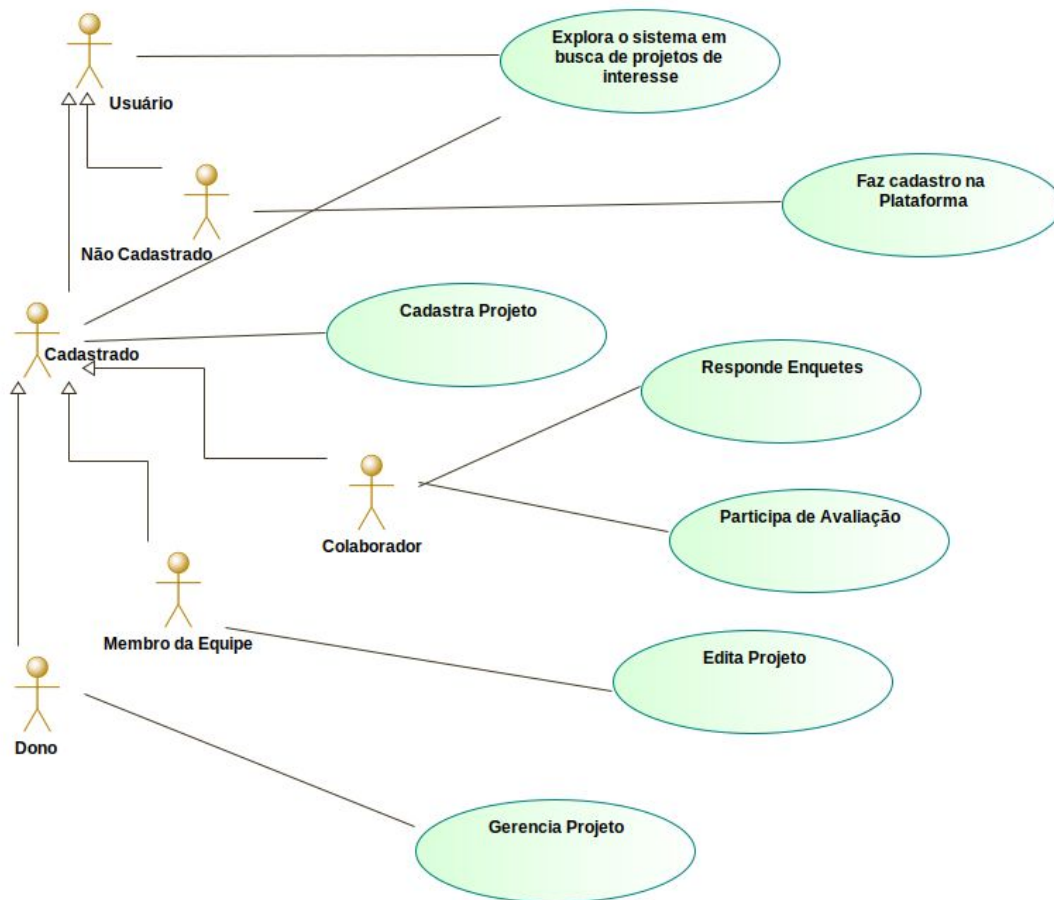 Explora o sistema em
busca de projetos de
interesse
Usuário
Faz cadastro na
Plataforma
Não Cadastrado
Cadastra Projeto
Cadastrado
Responde Enquetes
Participa de Avaliação
Colaborador
Membro da Equipe
Edita Projeto
Dono
Gerencia Projeto